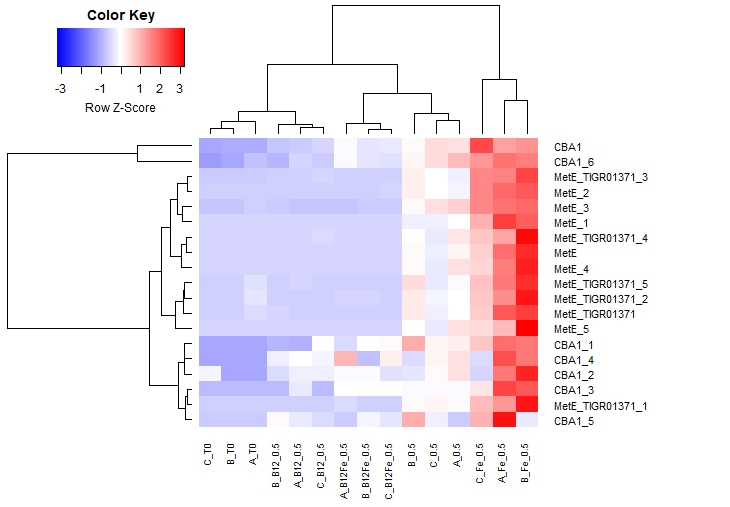 Color Key
-3 -1 1 2 3
Row Z-Score
CBA1
CBA1_6
MetE_TIGR01371_3
MetE_2
MetE_3
MetE_1
MetE_TIGR01371_4
MetE
MetE_4
MetE_TIGR01371_5
MetE_TIGR01371_2
MetE_TIGR01371
MetE_5
CBA1_1
CBA1_4
CBA1_2
CBA1_3
MetE_TIGR01371_1
CBA1_5
C_T0
B_T0
A_T0
B_B12_0.5
A_B12_0.5
C_B12_0.5
A_B12Fe_0.5
B_B12Fe_0.5
C_B12Fe_0.5
B_0.5
C_0.5
A_0.5
C_Fe_0.5
A_Fe_0.5
B_Fe_0.5